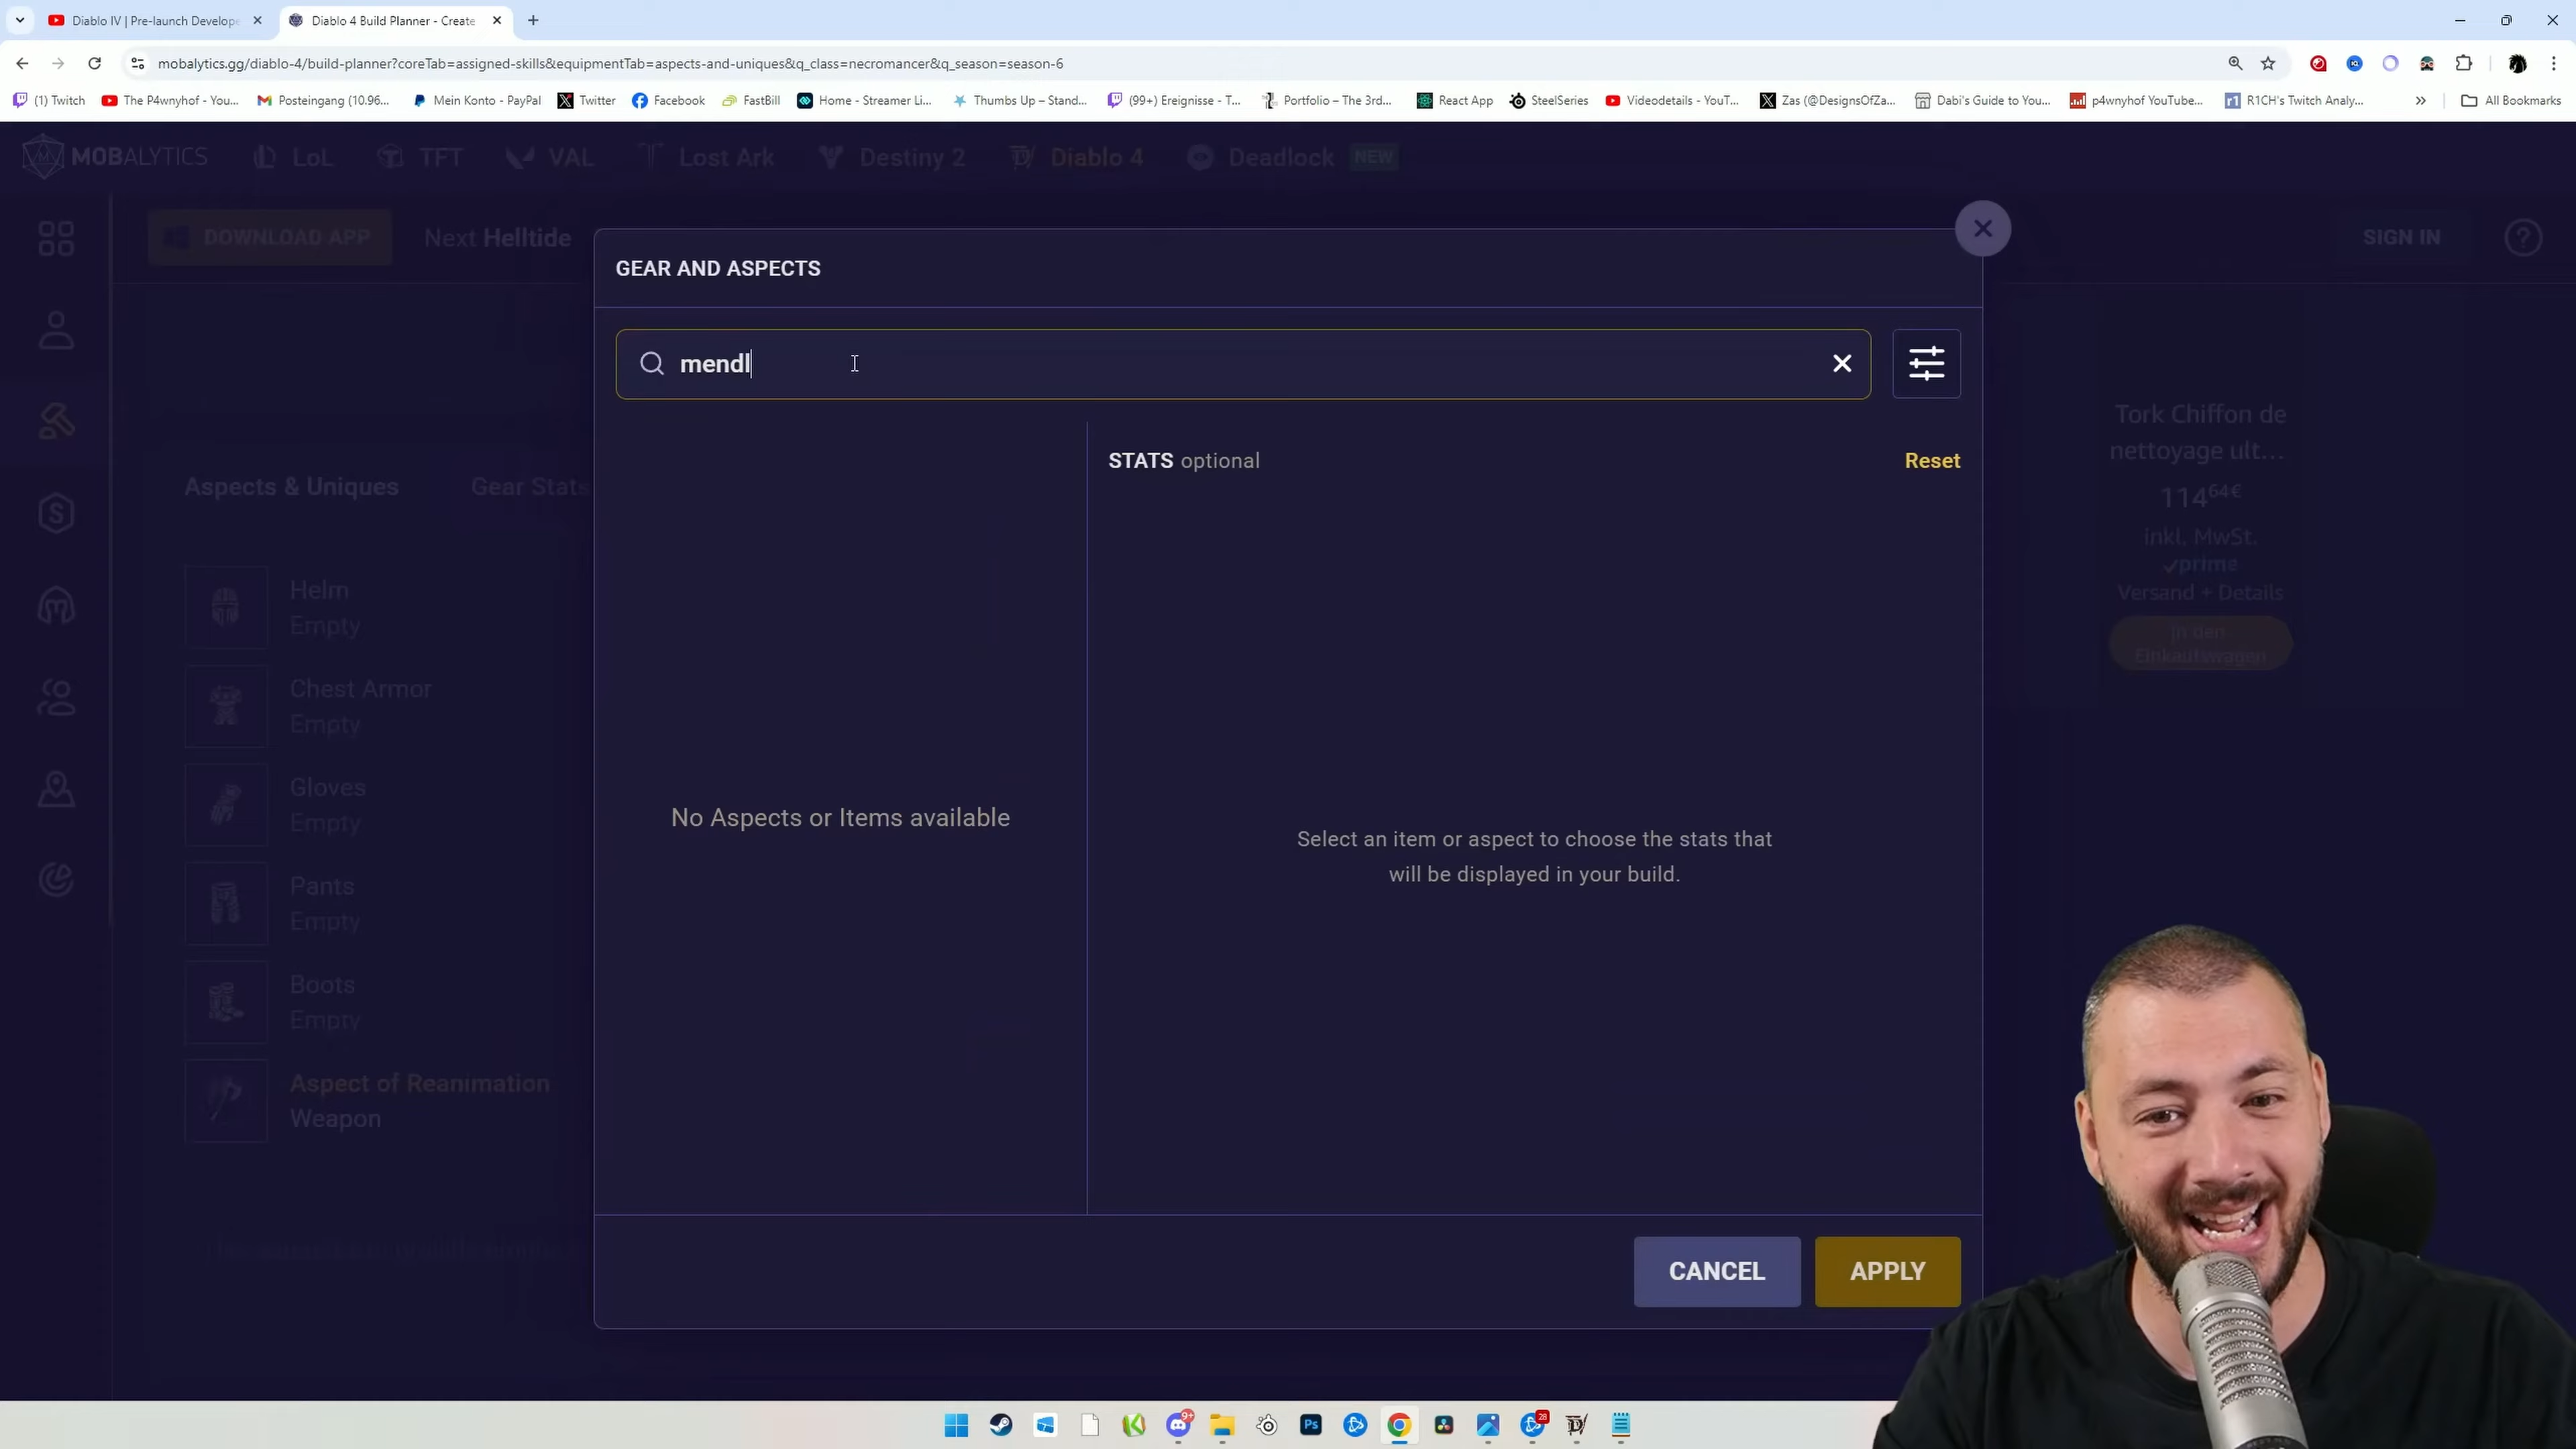 Diablo IV | Pre-launch Develope
Diablo 4 Build Planner - Create
mobalytics.gg/diablo-4/build-planner?coreTab=assigned-skills&equipmentTab=aspects-and-uniques&q_class=necromancer&q_season=season-6
(1) Twitch
The P4wnyhof - You...
Posteingang (10.96...
Mein Konto - PayPal
Twitter
Facebook
FastBill
Home - Streamer Li...
Thumbs Up – Stand...
(99+) Ereignisse - T...
Portfolio – The 3rd...
React App
SteelSeries
Videodetails - YouT...
Zas (@DesignsOfZa...
Dabi's Guide to You...
p4wnyhof YouTube...
R1CH's Twitch Analy...
All Bookmarks
MOBALYTICS
LoL
TFT
VAL
Lost Ark
Destiny 2
Diablo 4
Deadlock
NEW
DOWNLOAD APP
Next Helltide
SIGN IN
GEAR AND ASPECTS
mendl
STATS optional
Reset
No Aspects or Items available
Select an item or aspect to choose the stats that
will be displayed in your build.
CANCEL
APPLY
Aspects & Uniques
Gear Stats
Helm
Empty
Chest Armor
Empty
Gloves
Empty
Pants
Empty
Boots
Empty
Aspect of Reanimation
Weapon
Tork Chiffon de
nettoyage ult...
11464€
inkl. MwSt.
prime
Versand + Details
in den
Einkaufswagen
9+
28